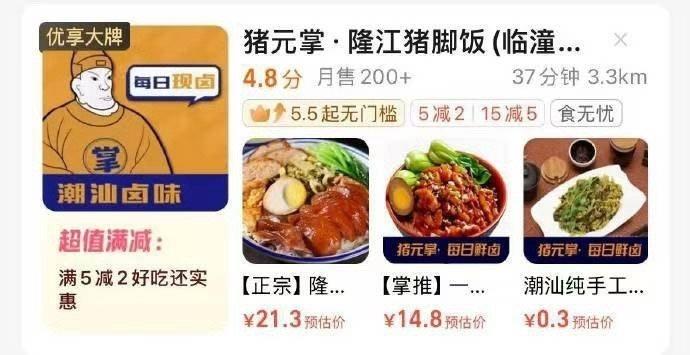 优享大牌
每日现卤
掌
潮汕卤味
超值满减：
满5减2好吃还实
惠
猪元掌·隆江猪脚饭(临潼...
4.8分 月售200+ 37分钟 3.3km
5.5起无门槛 5减2 15减5 食无忧
猪元掌·每日鲜卤
猪元掌·每日鲜卤
【正宗】隆...
¥21.3 预估价
【掌推】一...
¥14.8 预估价
潮汕纯手工...
¥0.3 预估价